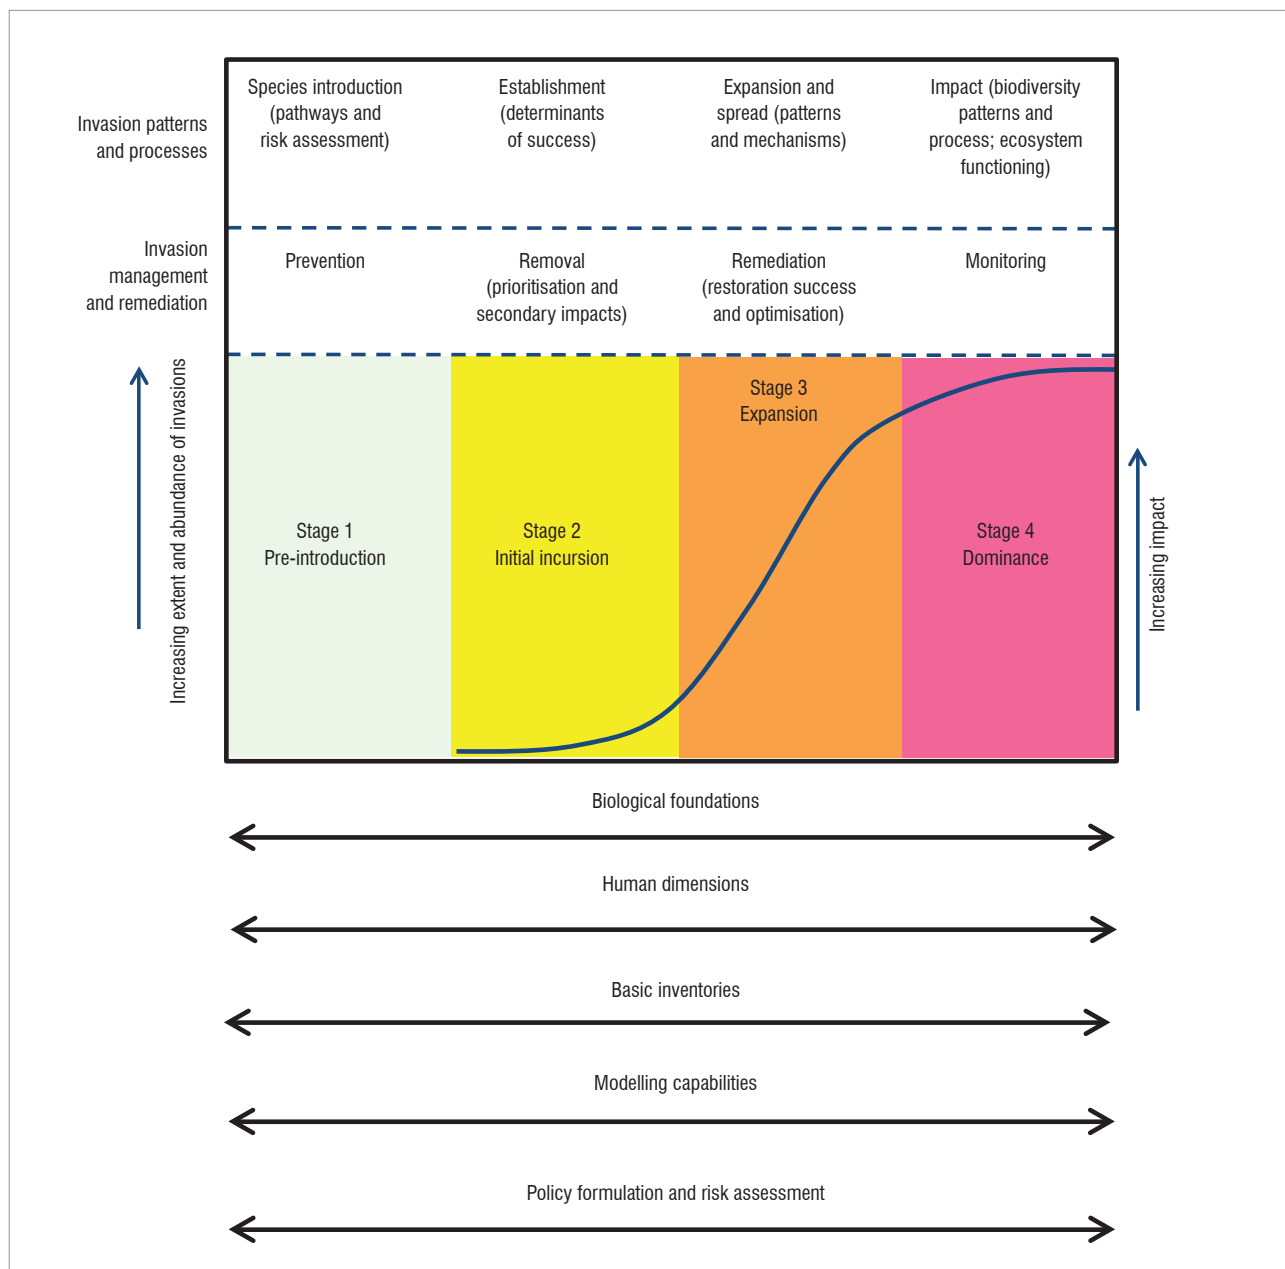 Invasion patterns
and processes
Species introduction
(pathways and
risk assessment)
Establishment
(determinants
of success)
Expansion and
spread (patterns
and mechanisms)
Impact (biodiversity
patterns and
process; ecosystem
functioning)
Invasion
management
and remediation
Prevention
Removal
(prioritisation and
secondary impacts)
Remediation
(restoration success
and optimisation)
Monitoring
Increasing extent and abundance of invasions
Stage 1
Pre-introduction
Stage 2
Initial incursion
Stage 3
Expansion
Stage 4
Dominance
Increasing impact
Biological foundations
Human dimensions
Basic inventories
Modelling capabilities
Policy formulation and risk assessment